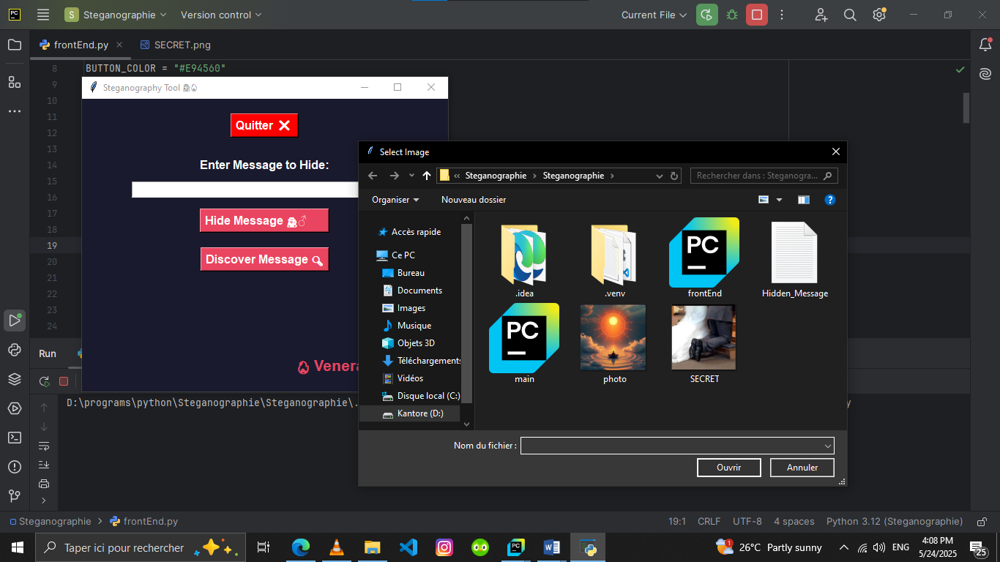 PC
S
Steganographie
Version control
Current File
frontEnd.py
SECRET.png
8
BUTTON_COLOR = "#E94560"
9
10
11
12
13
14
15
16
17
18
19
20
21
22
23
24
Steganography Tool
Quitter
Enter Message to Hide:
Hide Message
Discover Message
Select Image
Steganographie
Steganographie
Rechercher dans : Steganogra...
Organiser
Nouveau dossier
Accès rapide
Ce PC
Bureau
Documents
Images
Musique
Objets 3D
Téléchargements
Vidéos
Disque local (C:)
Kantore (D:)
.idea
.venv
PC
frontEnd
Hidden_Message
PC
main
photo
SECRET
Nom du fichier :
Ouvrir
Annuler
Run
D:\programs\python\Steganographie\Steganographie\.
Steganographie
frontEnd.py
19:1
CRLF
UTF-8
4 spaces
Python 3.12 (Steganographie)
Taper ici pour rechercher
1
26°C
Partly sunny
ENG
4:08 PM
5/24/2025
25